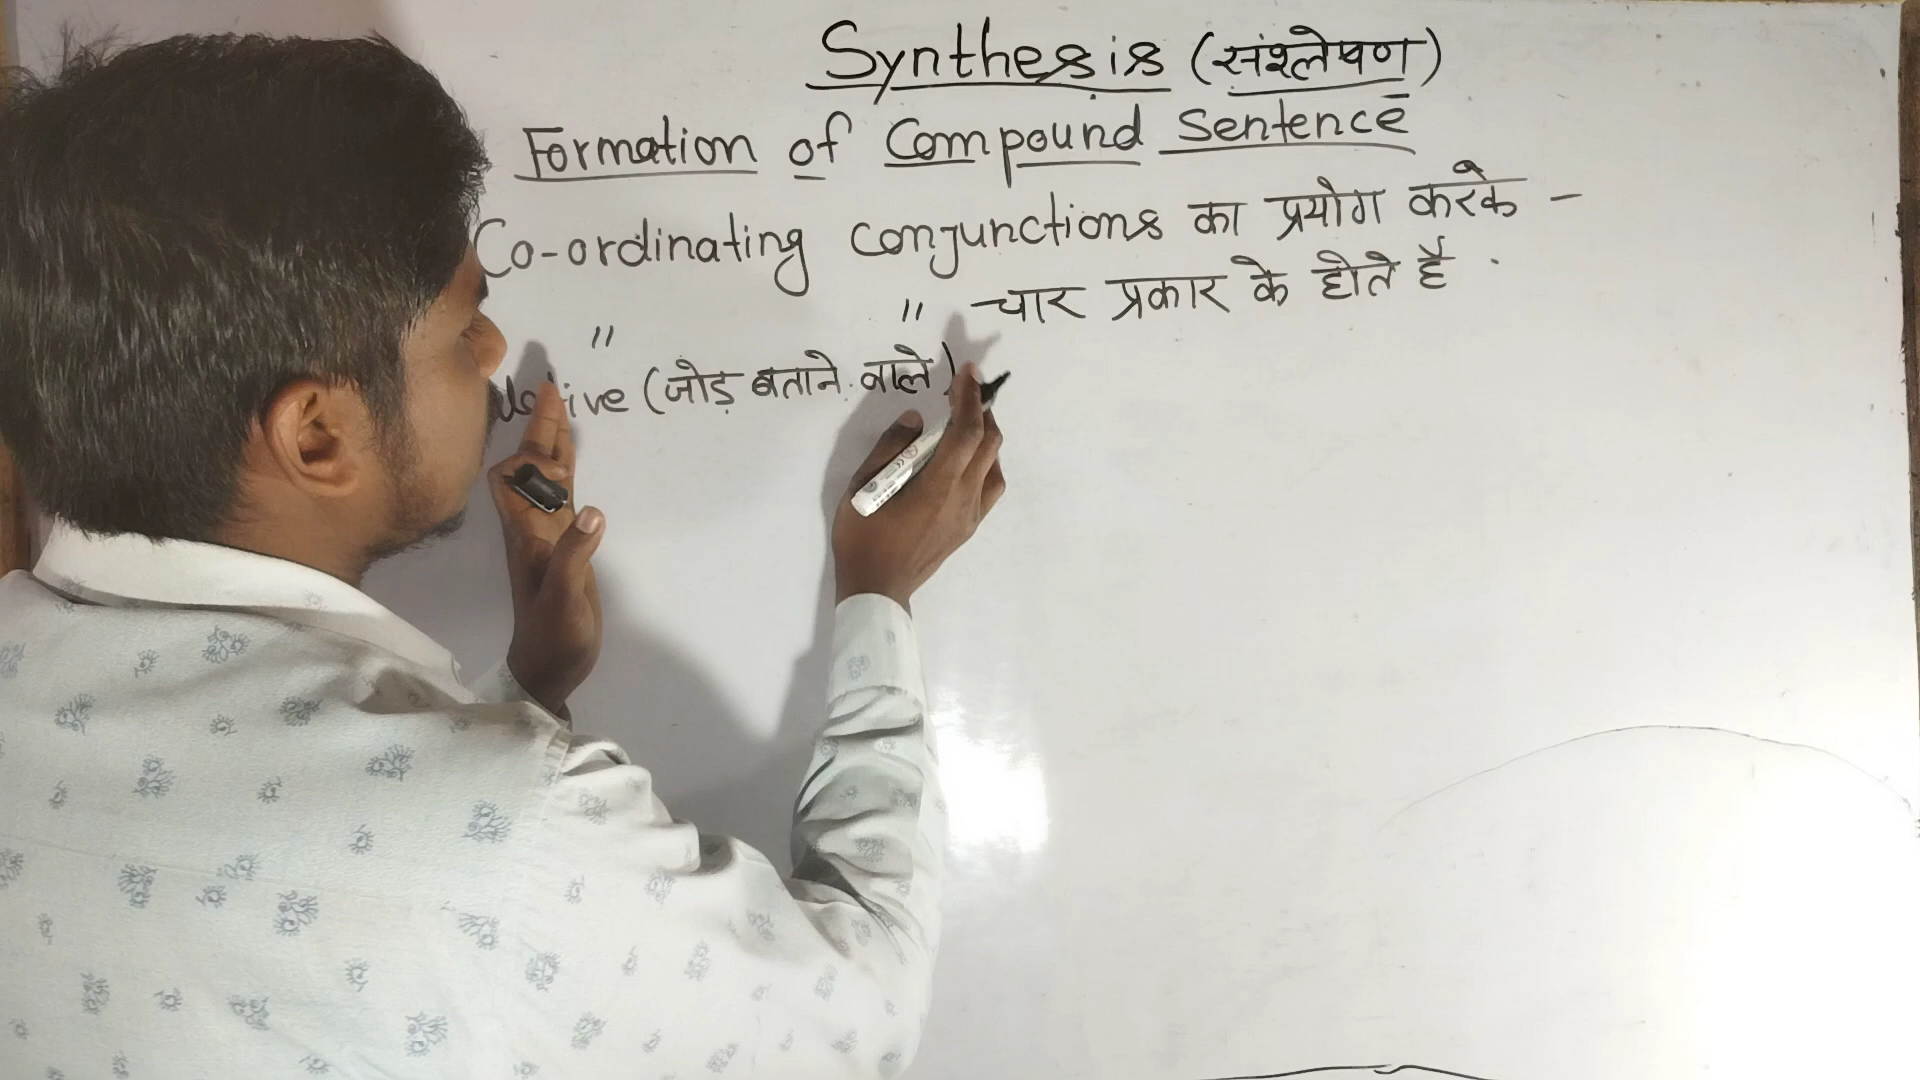 Synthesis (संश्लेषण)
Formation of Compound Sentence
Co-ordinating conjunctions का प्रयोग करके -
" " चार प्रकार के होते है .
(जोड़ बताने वाले)